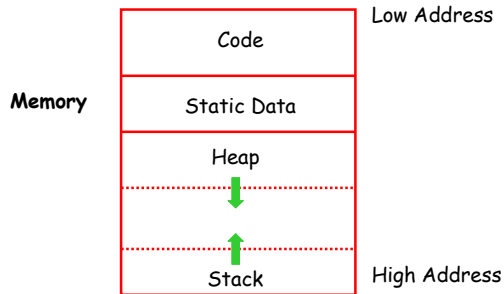 Low Address
Code
Memory
Static Data
Heap
Stack
High Address